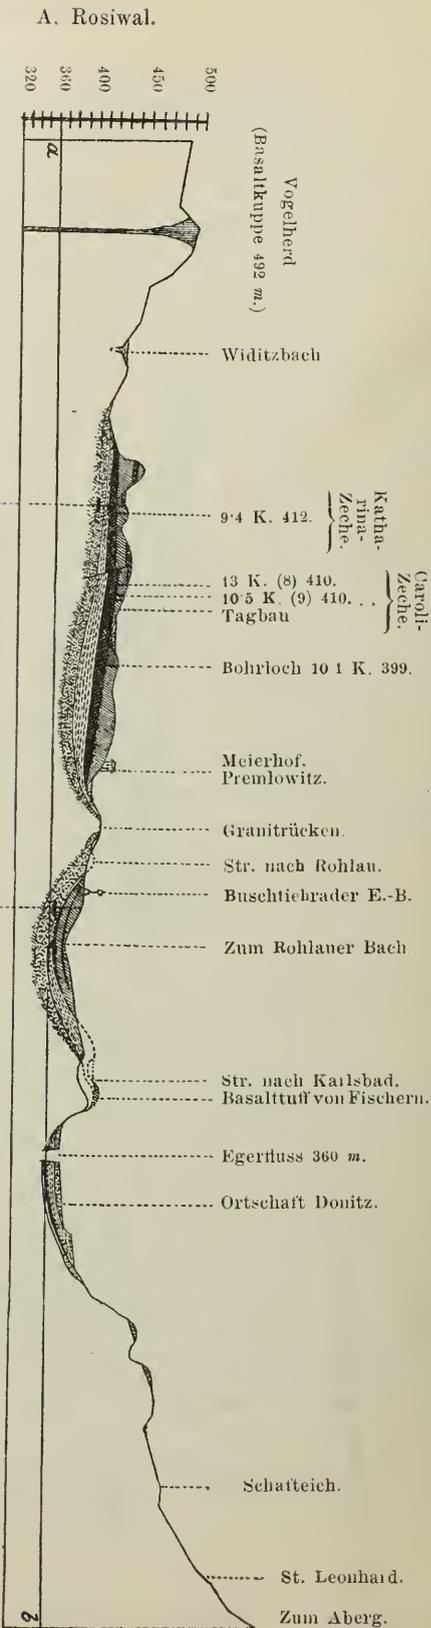 A. Rosiwal.
320 360 400 450 500
a
Vogelherd
(Basaltkuppe 492 m.)
Widitzbach
Katha-
rina-
Zeche.
9·4 K. 412.
Caroli-
Zeche.
13 K. (8) 410.
10·5 K. (9) 410. . .
Tagbau
Bohrloch 10 1 K. 399.
Meierhof.
Premlowitz.
Granitrücken.
Str. nach Rohlau.
Buschtiehrader E.-B.
Zum Rohlauer Bach
Str. nach Karlsbad.
Basalttuff von Fischern.
Egerfluss 360 m.
Ortschaft Donitz.
Schafteich.
St. Leonhard.
Zum Aberg.
b